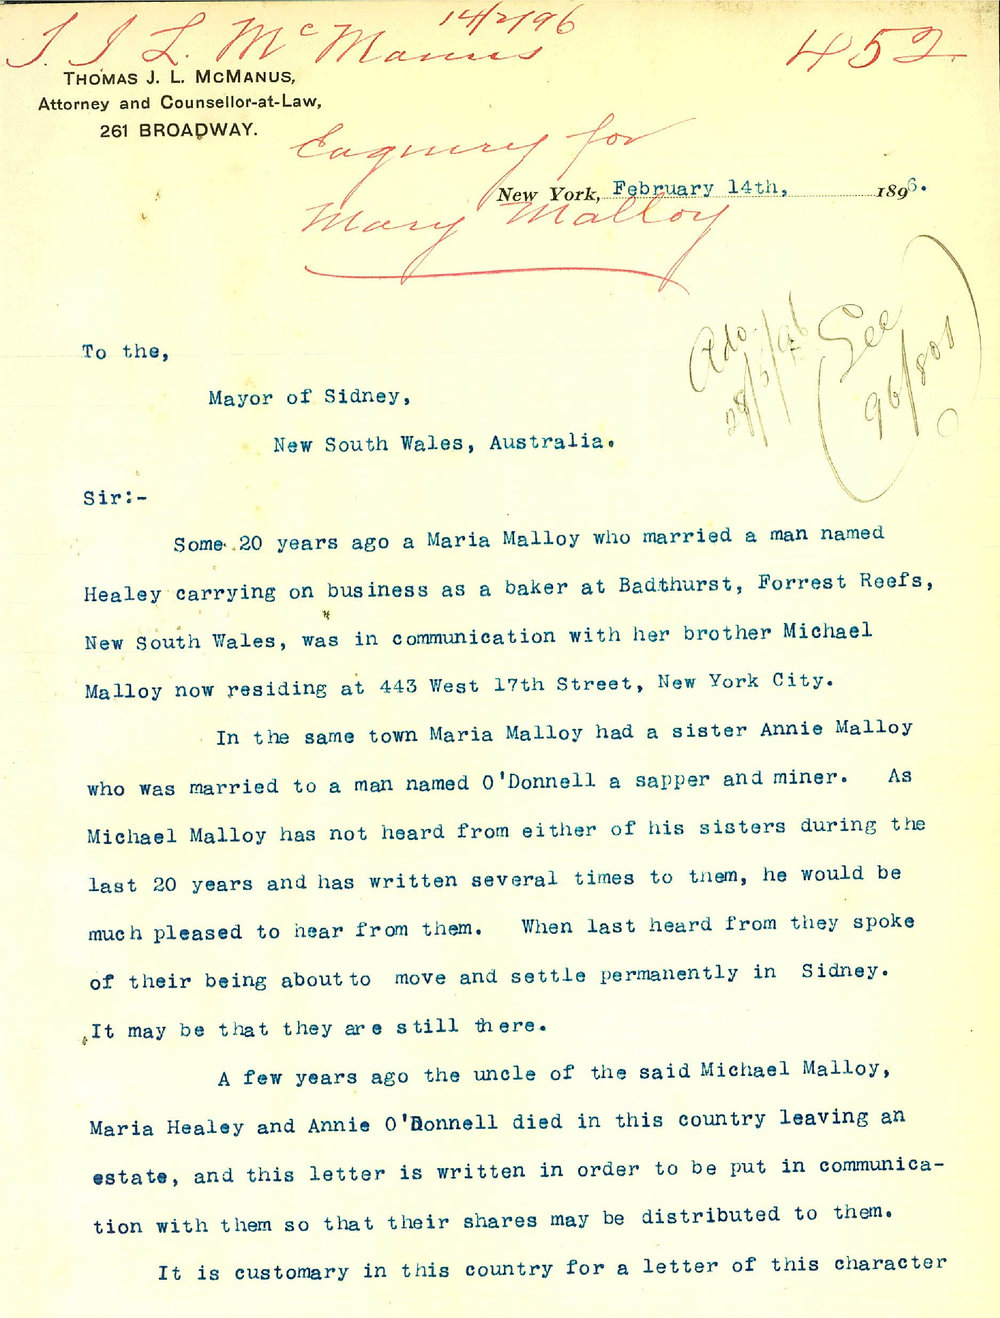 14/2/96
T. J. L. McManus 452
THOMAS J. L. McMANUS,
Attorney and Counsellor-at-Law,
261 BROADWAY.
Enquiry for
New York, February 14th, 1896.
Mary Malloy
Ado
28/5/96
See
96/801
To the,
Mayor of Sidney,
New South Wales, Australia.
Sir:-
Some 20 years ago a Maria Malloy who married a man named
Healey carrying on business as a baker at Badthurst, Forrest Reefs,
New South Wales, was in communication with her brother Michael
Malloy now residing at 443 West 17th Street, New York City.
In the same town Maria Malloy had a sister Annie Malloy
who was married to a man named O'Donnell a sapper and miner. As
Michael Malloy has not heard from either of his sisters during the
last 20 years and has written several times to them, he would be
much pleased to hear from them. When last heard from they spoke
of their being about to move and settle permanently in Sidney.
It may be that they are still there.
A few years ago the uncle of the said Michael Malloy,
Maria Healey and Annie O'Donnell died in this country leaving an
estate, and this letter is written in order to be put in communica-
tion with them so that their shares may be distributed to them.
It is customary in this country for a letter of this character